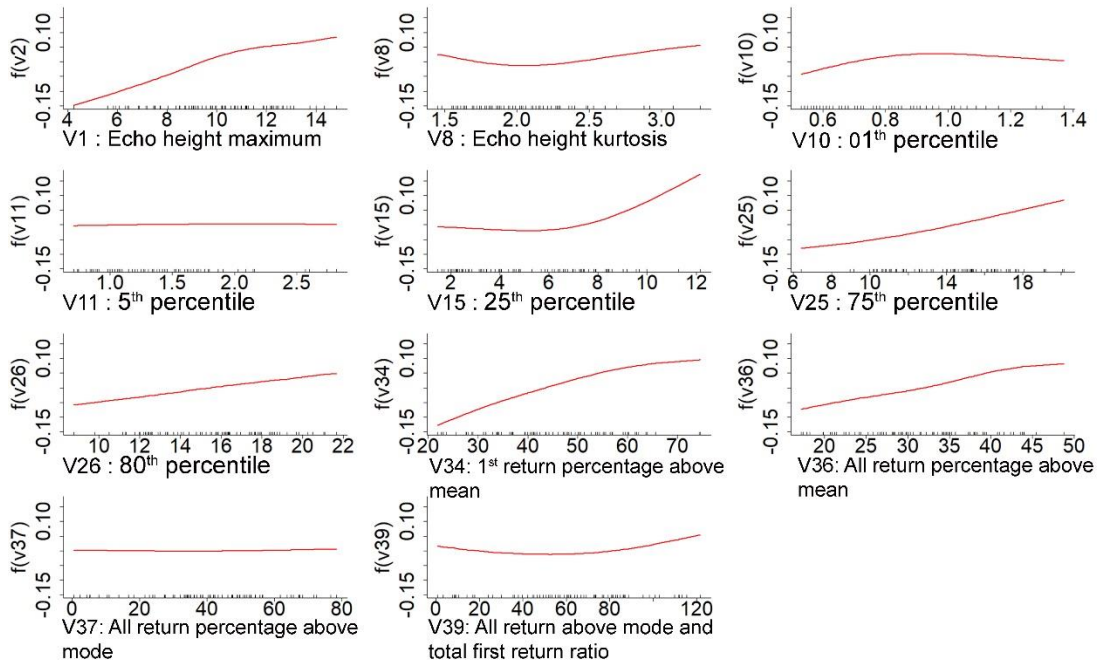 f(v2)
0.10
-0.15
4 6 8 10 12 14
V1 : Echo height maximum
f(v8)
0.10
-0.15
1.5 2.0 2.5 3.0
V8 : Echo height kurtosis
f(v10)
0.10
-0.15
0.6 0.8 1.0 1.2 1.4
V10 : 01th percentile
f(v11)
0.10
-0.15
1.0 1.5 2.0 2.5
V11 : 5th percentile
f(v15)
0.10
-0.15
2 4 6 8 10 12
V15 : 25th percentile
f(v25)
0.10
-0.15
6 8 10 14 18
V25 : 75th percentile
f(v26)
0.10
-0.15
10 12 14 16 18 20 22
V26 : 80th percentile
f(v34)
0.10
-0.15
20 30 40 50 60 70
V34: 1st return percentage above
mean
f(v36)
0.10
-0.15
20 25 30 35 40 45 50
V36: All return percentage above
mean
f(v37)
0.10
-0.15
0 20 40 60 80
V37: All return percentage above
mode
f(v39)
0.10
-0.15
0 20 40 60 80 120
V39: All return above mode and
total first return ratio